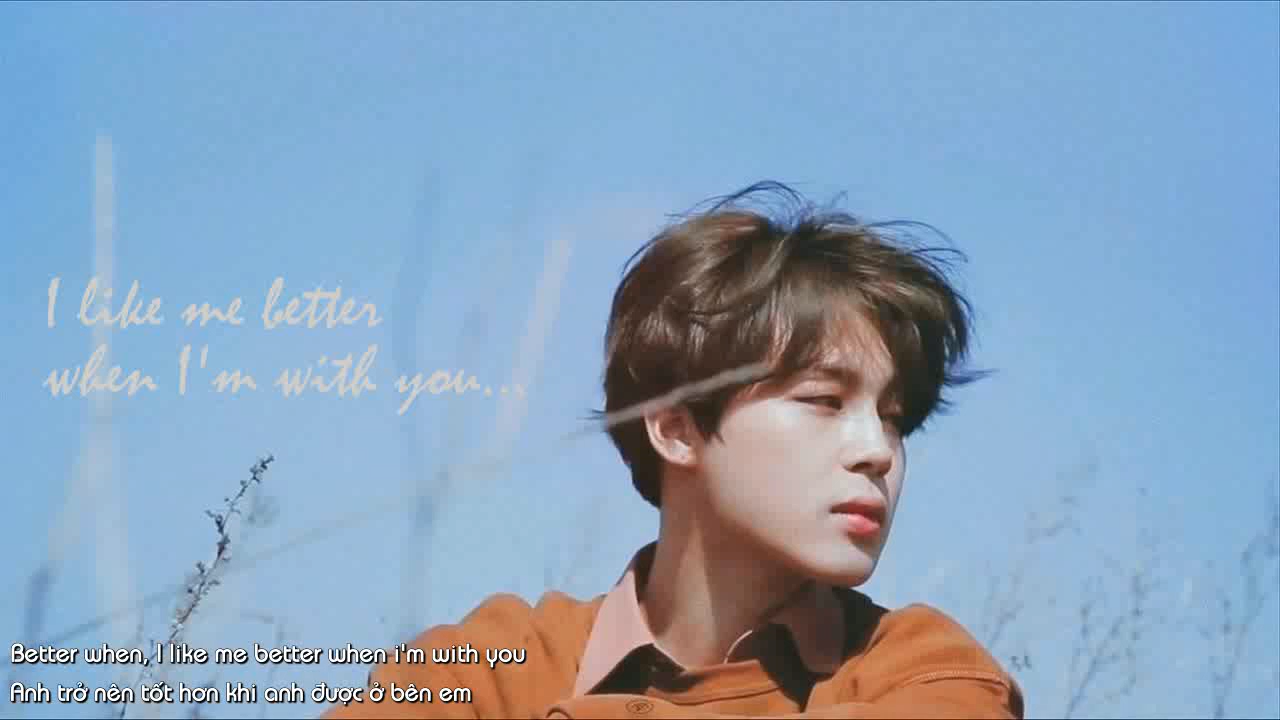 I like me better
when I'm with you...
Better when, I like me better when i'm with you
Anh trở nên tốt hơn khi anh được ở bên em